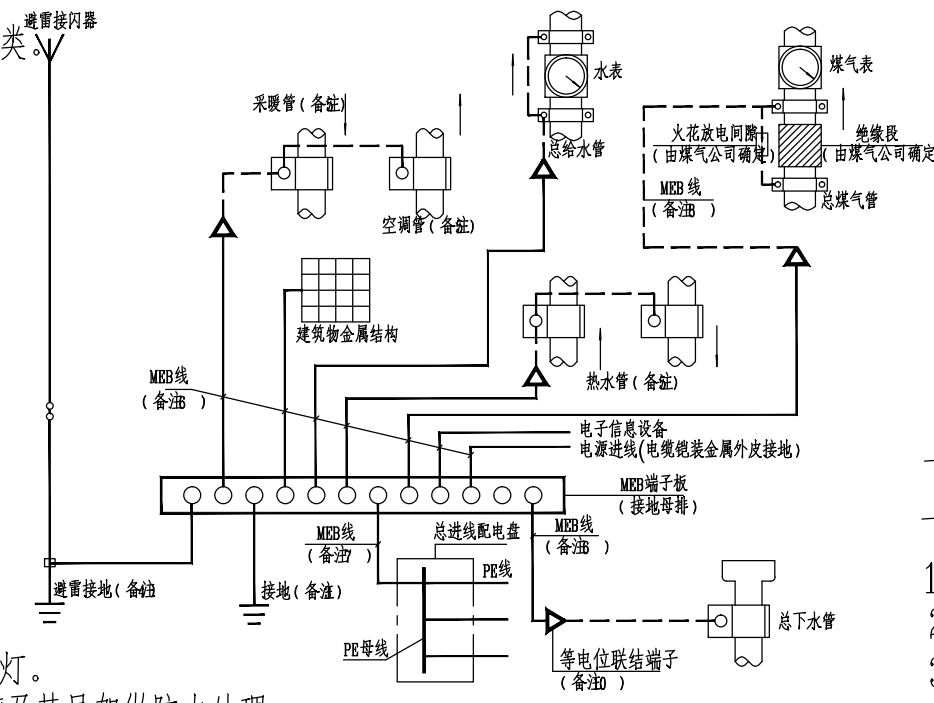 避雷接闪器
类。
采暖管(备注)
空调管(备注)
水表
总给水管
煤气表
火花放电间隙
(由煤气公司确定)
绝缘段
(由煤气公司确定
MEB线
(备注8)
总煤气管
建筑物金属结构
MEB线
(备注6)
热水管(备注)
电子信息设备
电源进线(电缆铠装金属外皮接地)
MEB端子板
(接地母排)
MEB线
(备注7)
总进线配电盘
MEB线
(备注6)
PE线
避雷接地(备注)
接地(备注)
PE母线
总下水管
等电位联结端子
(备注10)
灯。
1